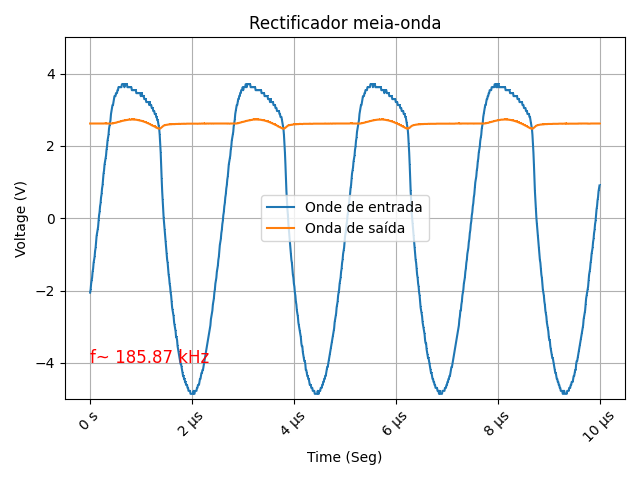 Rectificador meia-onda
Voltage (V)
4
2
0
−2
−4
Onde de entrada
Onda de saída
f~ 185.87 kHz
0 s
2 µs
4 µs
6 µs
8 µs
10 µs
Time (Seg)